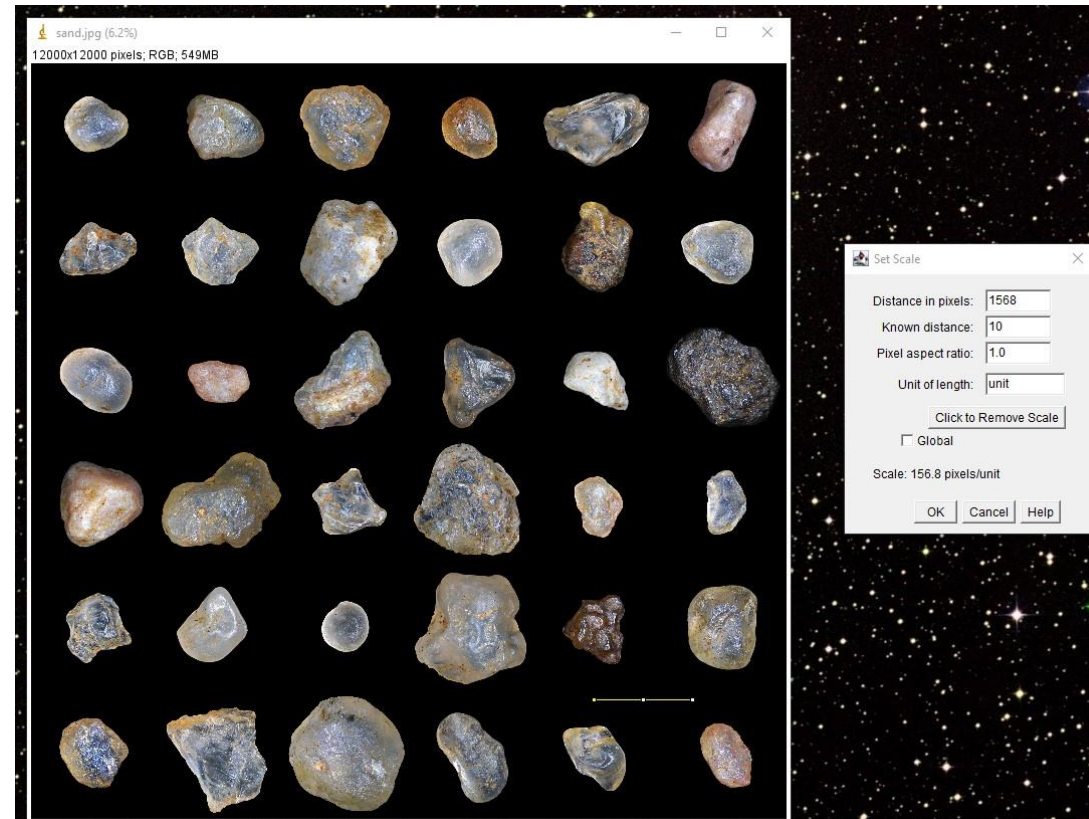 sand.jpg (6.2%)
12000x12000 pixels; RGB; 549MB
Set Scale
Distance in pixels: 1568
Known distance: 10
Pixel aspect ratio: 1.0
Unit of length: unit
Click to Remove Scale
Global
Scale: 156.8 pixels/unit
OK Cancel Help